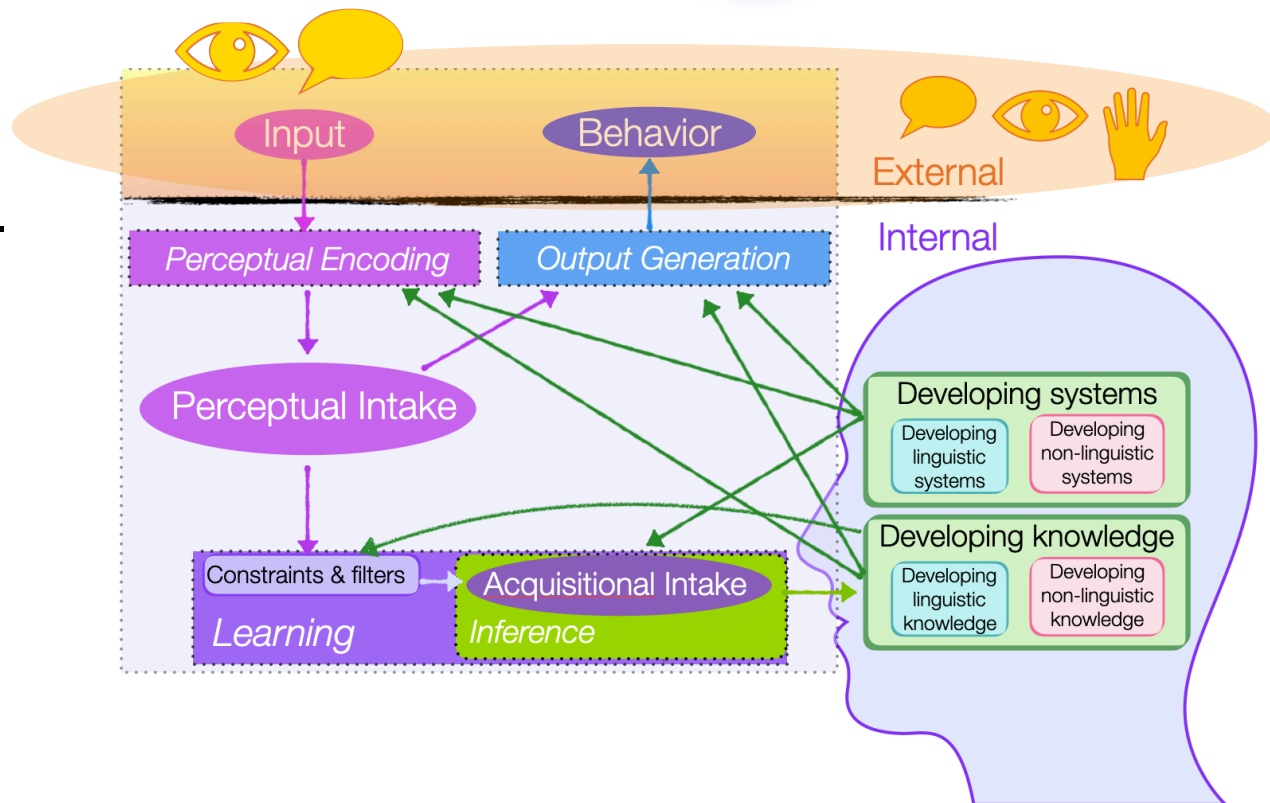 Input
Behavior
External
Internal
Perceptual Encoding
Output Generation
Perceptual Intake
Developing systems
Developing
linguistic
systems
Developing
non-linguistic
systems
Developing knowledge
Developing
linguistic
knowledge
Developing
non-linguistic
knowledge
Constraints & filters
Acquisitional Intake
Learning
Inference